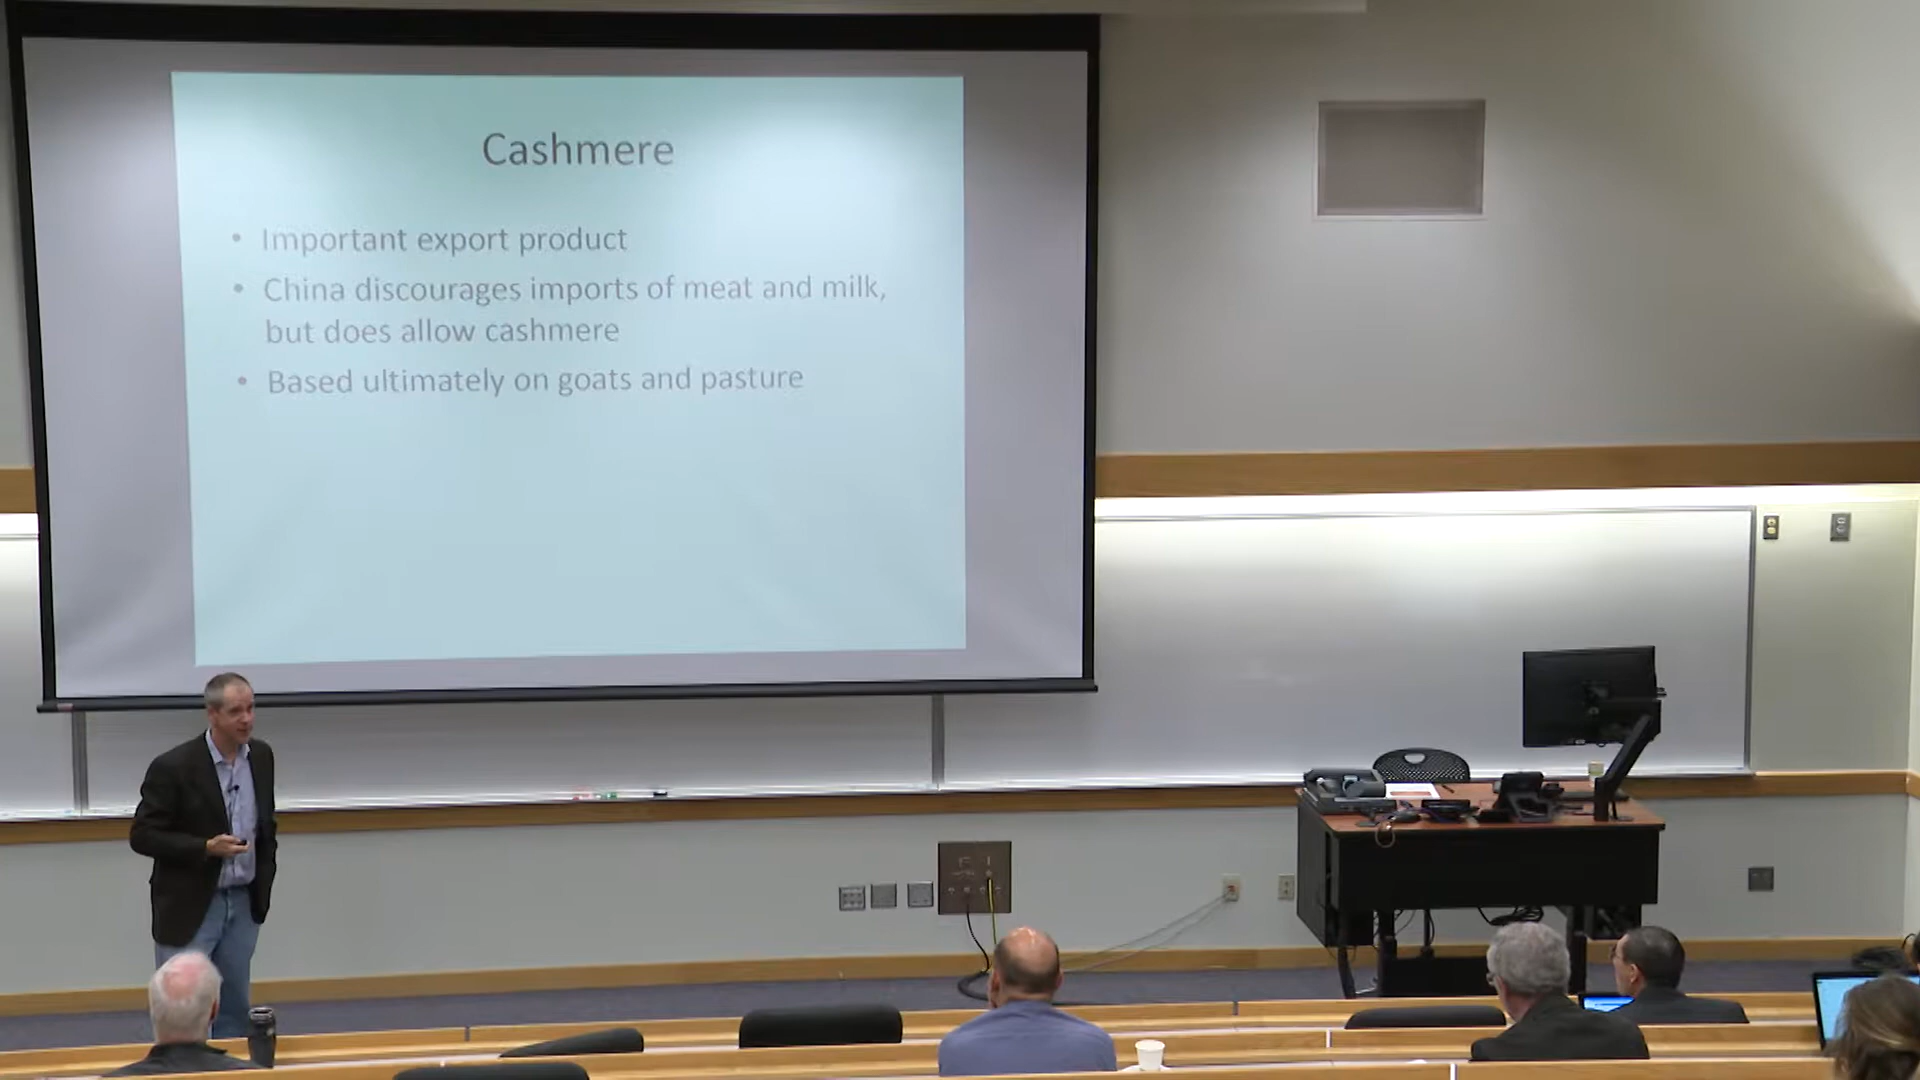 Cashmere
• Important export product
• China discourages imports of meat and milk,
but does allow cashmere
• Based ultimately on goats and pasture